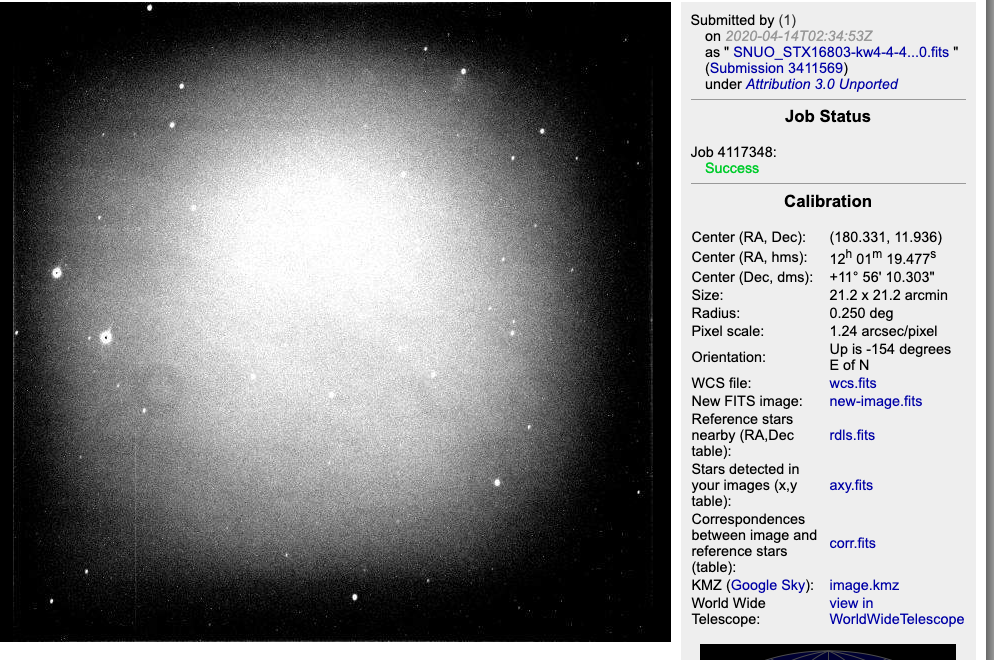 Submitted by (1)
on 2020-04-14T02:34:53Z
as " SNUO_STX16803-kw4-4-4...0.fits "
(Submission 3411569)
under Attribution 3.0 Unported
Job Status
Job 4117348:
Success
Calibration
Center (RA, Dec): (180.331, 11.936)
Center (RA, hms): 12h 01m 19.477s
Center (Dec, dms): +11° 56' 10.303"
Size: 21.2 x 21.2 arcmin
Radius: 0.250 deg
Pixel scale: 1.24 arcsec/pixel
Orientation: Up is -154 degrees
E of N
WCS file: wcs.fits
New FITS image: new-image.fits
Reference stars
nearby (RA,Dec rdls.fits
table):
Stars detected in
your images (x,y axy.fits
table):
Correspondences
between image and
reference stars corr.fits
(table):
KMZ (Google Sky): image.kmz
World Wide view in
Telescope: WorldWideTelescope